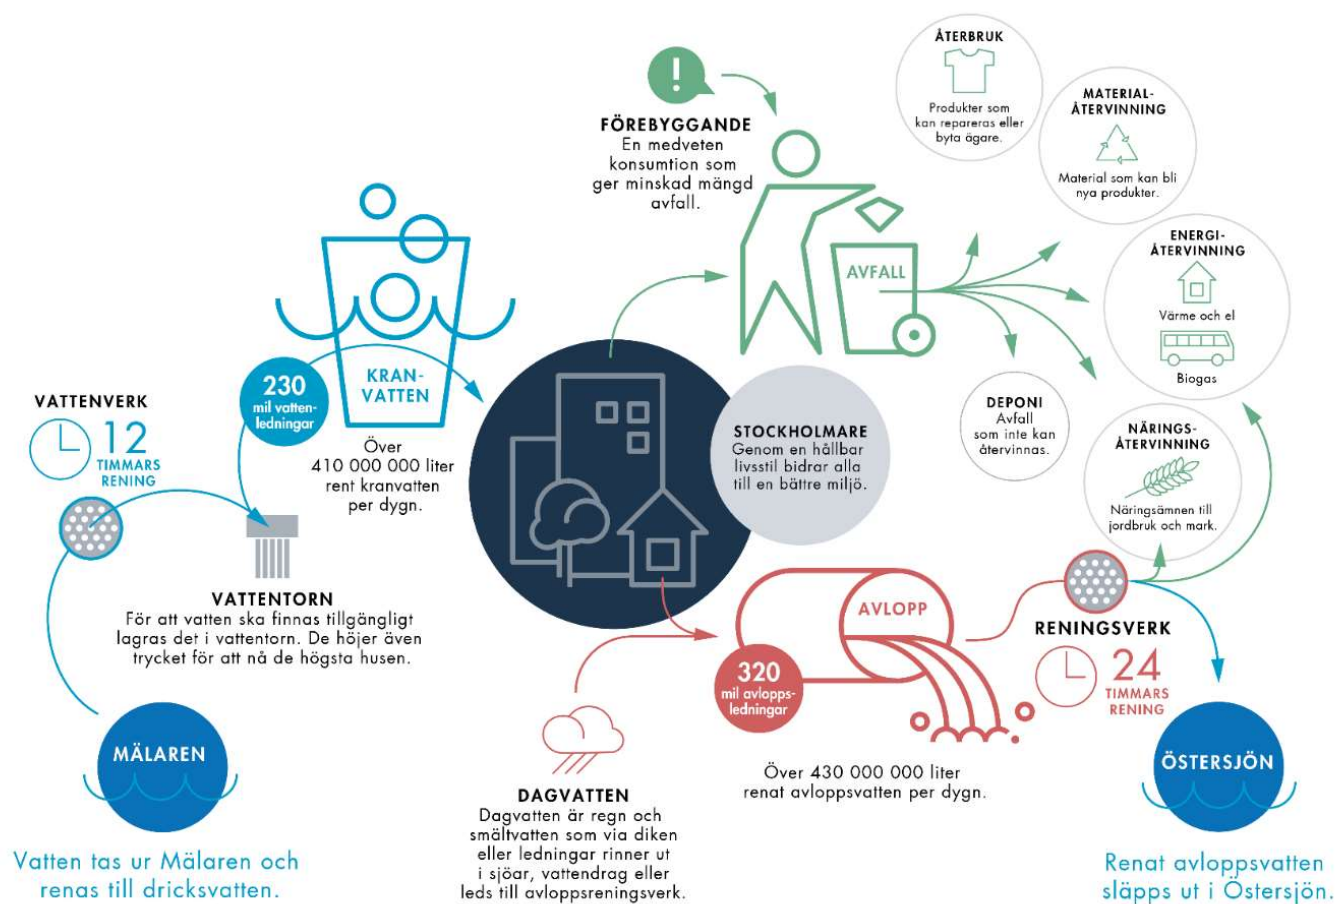 ÅTERBRUK
Produkter som
kan repareras eller
byta ägare.
MATERIAL-
ÅTERVINNING
Material som kan bli
nya produkter.
FÖREBYGGANDE
En medveten
konsumtion som
ger minskad mängd
avfall.
AVFALL
ENERGI-
ÅTERVINNING
Värme och el
Biogas
DEPONI
Avfall
som inte kan
återvinnas.
NÄRINGS-
ÅTERVINNING
Näringsämnen till
jordbruk och mark.
VATTENVERK
12
TIMMARS
RENING
230
mil vatten-
ledningar
KRAN-
VATTEN
Över
410 000 000 liter
rent kranvatten
per dygn.
STOCKHOLMARE
Genom en hållbar
livsstil bidrar alla
till en bättre miljö.
VATTENTORN
För att vatten ska finnas tillgängligt
lagras det i vattentorn. De höjer även
trycket för att nå de högsta husen.
MÄLAREN
Vatten tas ur Mälaren och
renas till dricksvatten.
DAGVATTEN
Dagvatten är regn och
smältvatten som via diken
eller ledningar rinner ut
i sjöar, vattendrag eller
leds till avloppsreningsverk.
AVLOPP
320
mil avlopps-
ledningar
Över 430 000 000 liter
renat avloppsvatten per dygn.
RENINGSVERK
24
TIMMARS
RENING
ÖSTERSJÖN
Renat avloppsvatten
släpps ut i Östersjön.